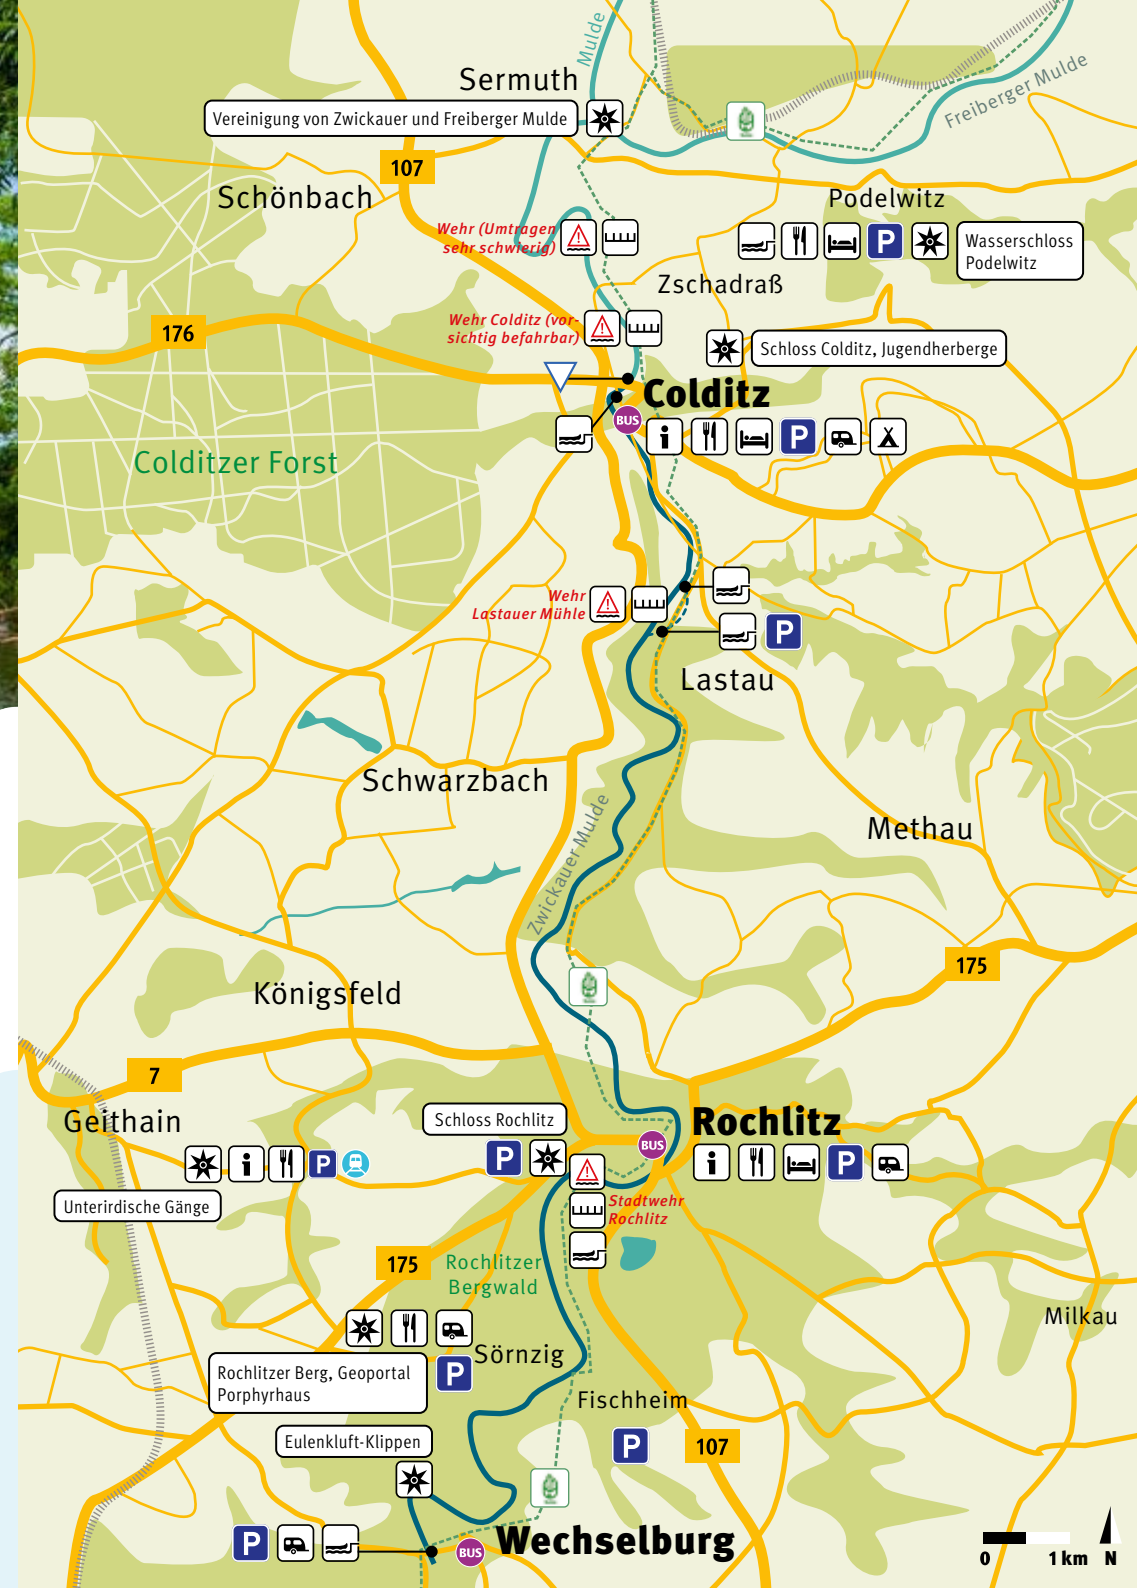 Mulde
Sermuth
Freiberger Mulde
Vereinigung von Zwickauer und Freiberger Mulde
107
Schönbach
Podelwitz
Wehr (Umtragen
sehr schwierig)
P
Wasserschloss
Podelwitz
Zschadraß
176
Wehr Colditz (vor-
sichtig befahrbar)
Schloss Colditz, Jugendherberge
Colditz
BUS
i
P
Colditzer Forst
Wehr
Lastauer Mühle
P
Lastau
Schwarzbach
Zwickauer Mulde
Methau
175
Königsfeld
7
Geithain
Schloss Rochlitz
Rochlitz
BUS
P
i
P
i
P
Unterirdische Gänge
Stadtwehr
Rochlitz
175
Rochlitzer
Bergwald
Milkau
Sörnzig
Rochlitzer Berg, Geoportal
Porphyrhaus
P
Fischheim
P
107
Eulenkluft-Klippen
Wechselburg
P
BUS
0
1 km
N